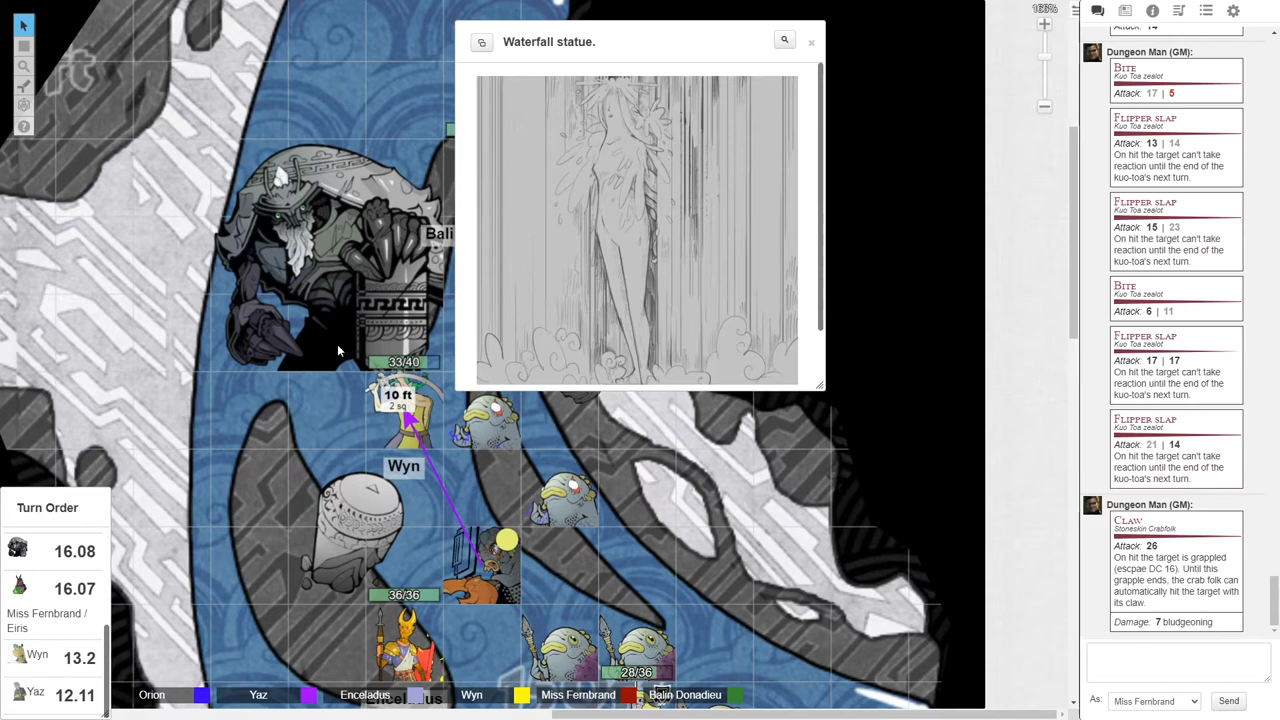 Waterfall statue.
166%
Bali
33/40
10 ft
2 sq
Wyn
36/36
28/36
Enceladus
Turn Order
16.08
16.07
Miss Fernbrand /
Eiris
Wyn
13.2
Yaz
12.11
Orion
Yaz
Enceladus
Wyn
Miss Fernbrand
Balin Donadieu
Dungeon Man (GM):
BITE
Kuo Toa zealot
Attack: 17 | 5
FLIPPER SLAP
Kuo Toa zealot
Attack: 13 | 14
On hit the target can't take
reaction until the end of the
kuo-toa's next turn.
FLIPPER SLAP
Kuo Toa zealot
Attack: 15 | 23
On hit the target can't take
reaction until the end of the
kuo-toa's next turn.
BITE
Kuo Toa zealot
Attack: 6 | 11
FLIPPER SLAP
Kuo Toa zealot
Attack: 17 | 17
On hit the target can't take
reaction until the end of the
kuo-toa's next turn.
FLIPPER SLAP
Kuo Toa zealot
Attack: 21 | 14
On hit the target can't take
reaction until the end of the
kuo-toa's next turn.
Dungeon Man (GM):
CLAW
Stoneskin Crabfolk
Attack: 26
On hit the target is grappled
(escpae DC 16). Until this
grapple ends, the crab folk can
automatically hit the target with
its claw.
Damage: 7 bludgeoning
As:
Miss Fernbrand
Send